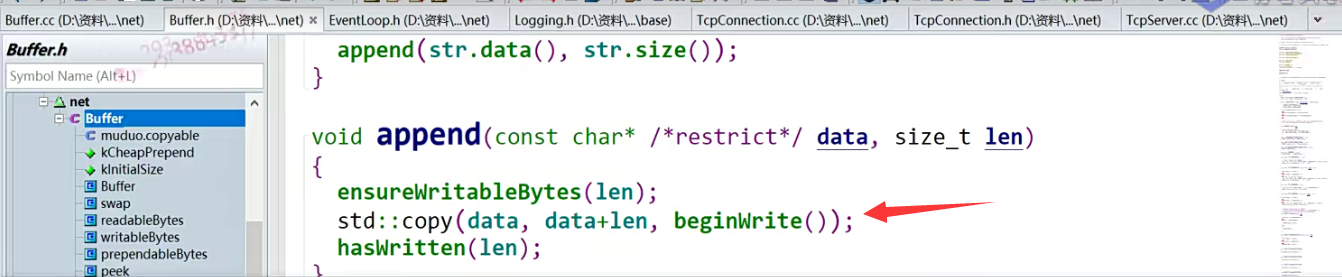 Buffer.cc (D:\资料\...\net)
Buffer.h (D:\资料\...\net)
EventLoop.h (D:\资料\...\net)
Logging.h (D:\资料\...\base)
TcpConnection.cc (D:\资料\...\net)
TcpConnection.h (D:\资料\...\net)
TcpServer.cc (D:\资料\...\net)
Buffer.h
Symbol Name (Alt+L)
net
Buffer
muduo.copyable
kCheapPrepend
kInitialSize
Buffer
swap
readableBytes
writableBytes
prependableBytes
peek
append(str.data(), str.size());
}
void append(const char* /*restrict*/ data, size_t len)
{
ensureWritableBytes(len);
std::copy(data, data+len, beginWrite());
hasWritten(len);
}